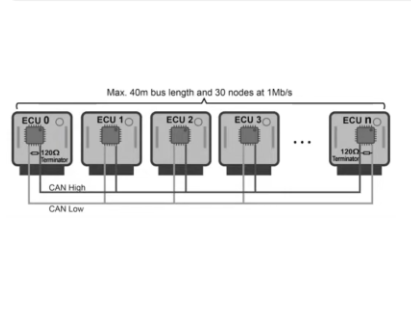 Max. 40m bus length and 30 nodes at 1Mb/s
ECU 0
ECU 1
ECU 2
ECU 3
...
ECU n
120Ω
Terminator
120Ω
Terminator
CAN High
CAN Low